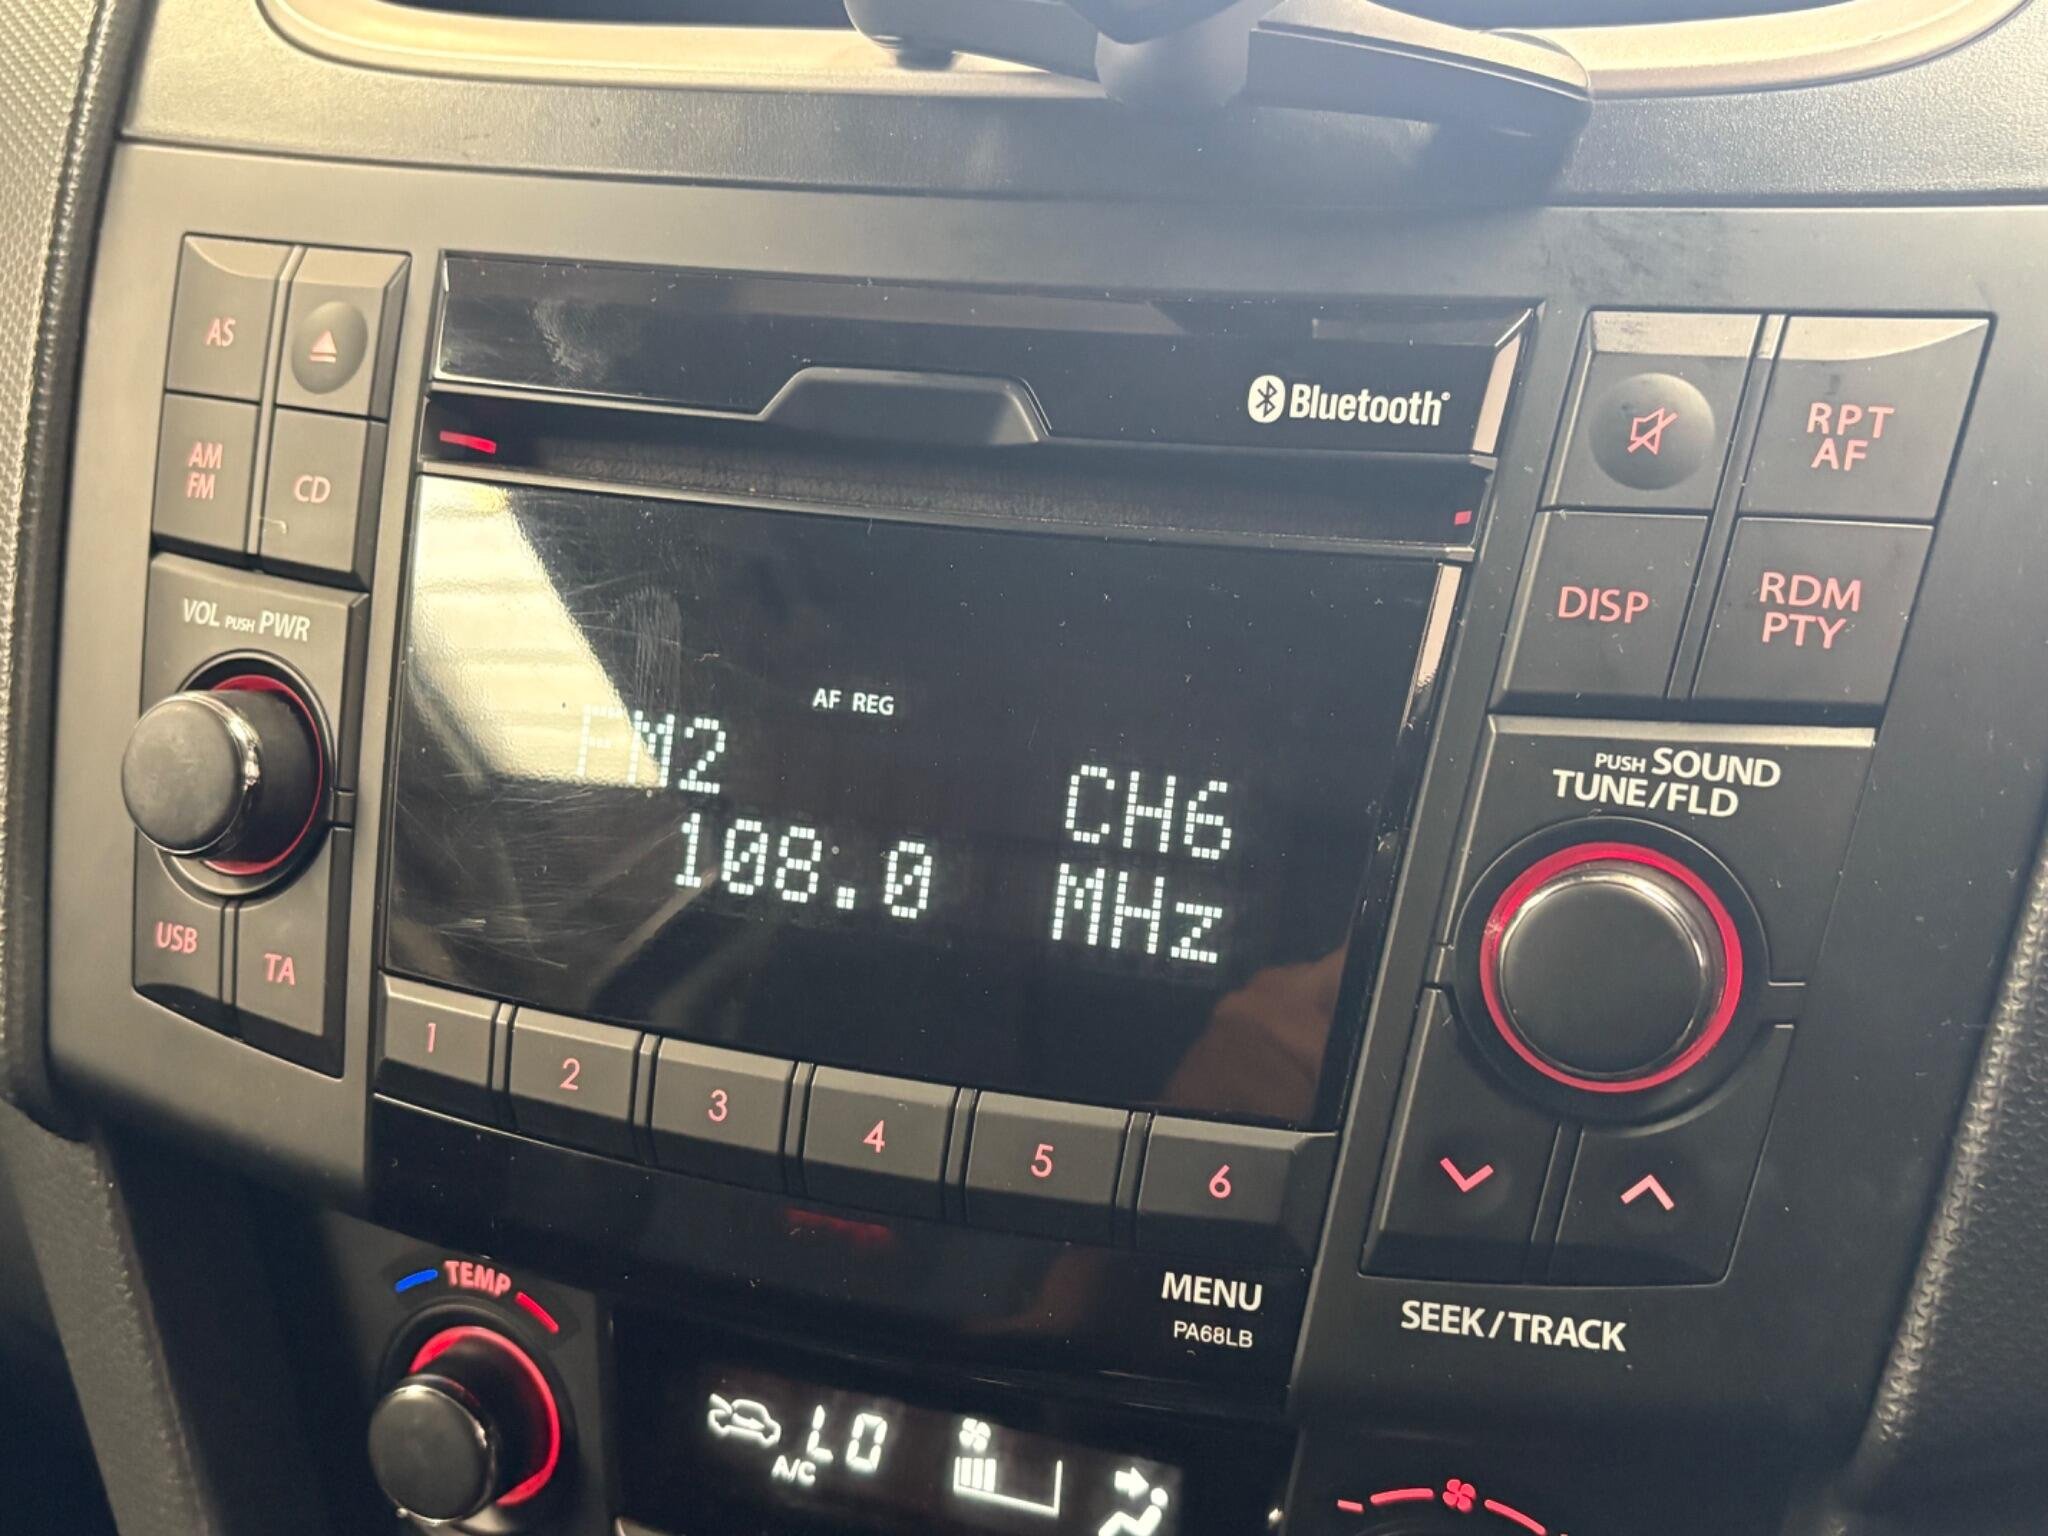 AS
AM
FM
CD
Bluetooth
RPT
AF
DISP
RDM
PTY
VOL PUSH PWR
AF REG
FM2
CH6
108.0
MHz
PUSH SOUND
TUNE/FLD
USB
TA
1
2
3
4
5
6
MENU
PA68LB
SEEK/TRACK
TEMP
LO
A/C